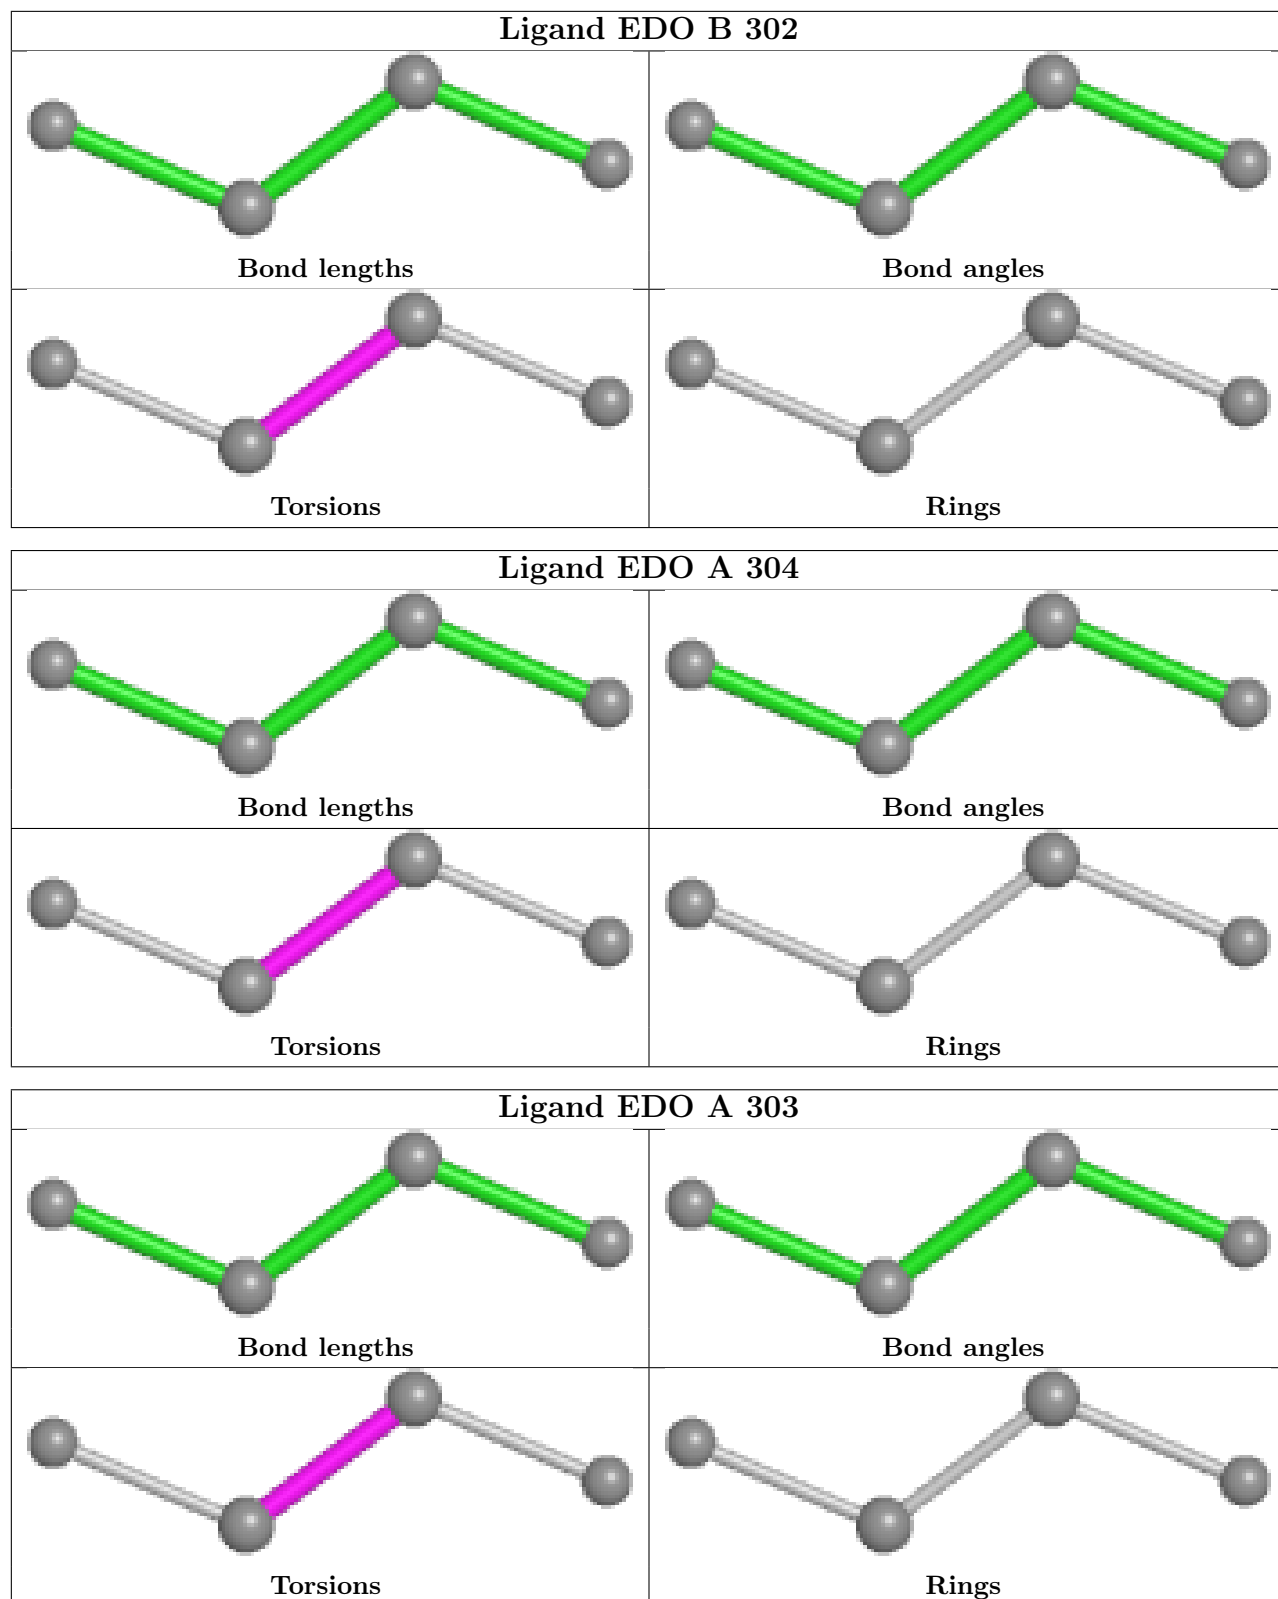 Ligand EDO B 302
Bond lengths
Bond angles
Torsions
Rings
Ligand EDO A 304
Bond lengths
Bond angles
Torsions
Rings
Ligand EDO A 303
Bond lengths
Bond angles
Torsions
Rings